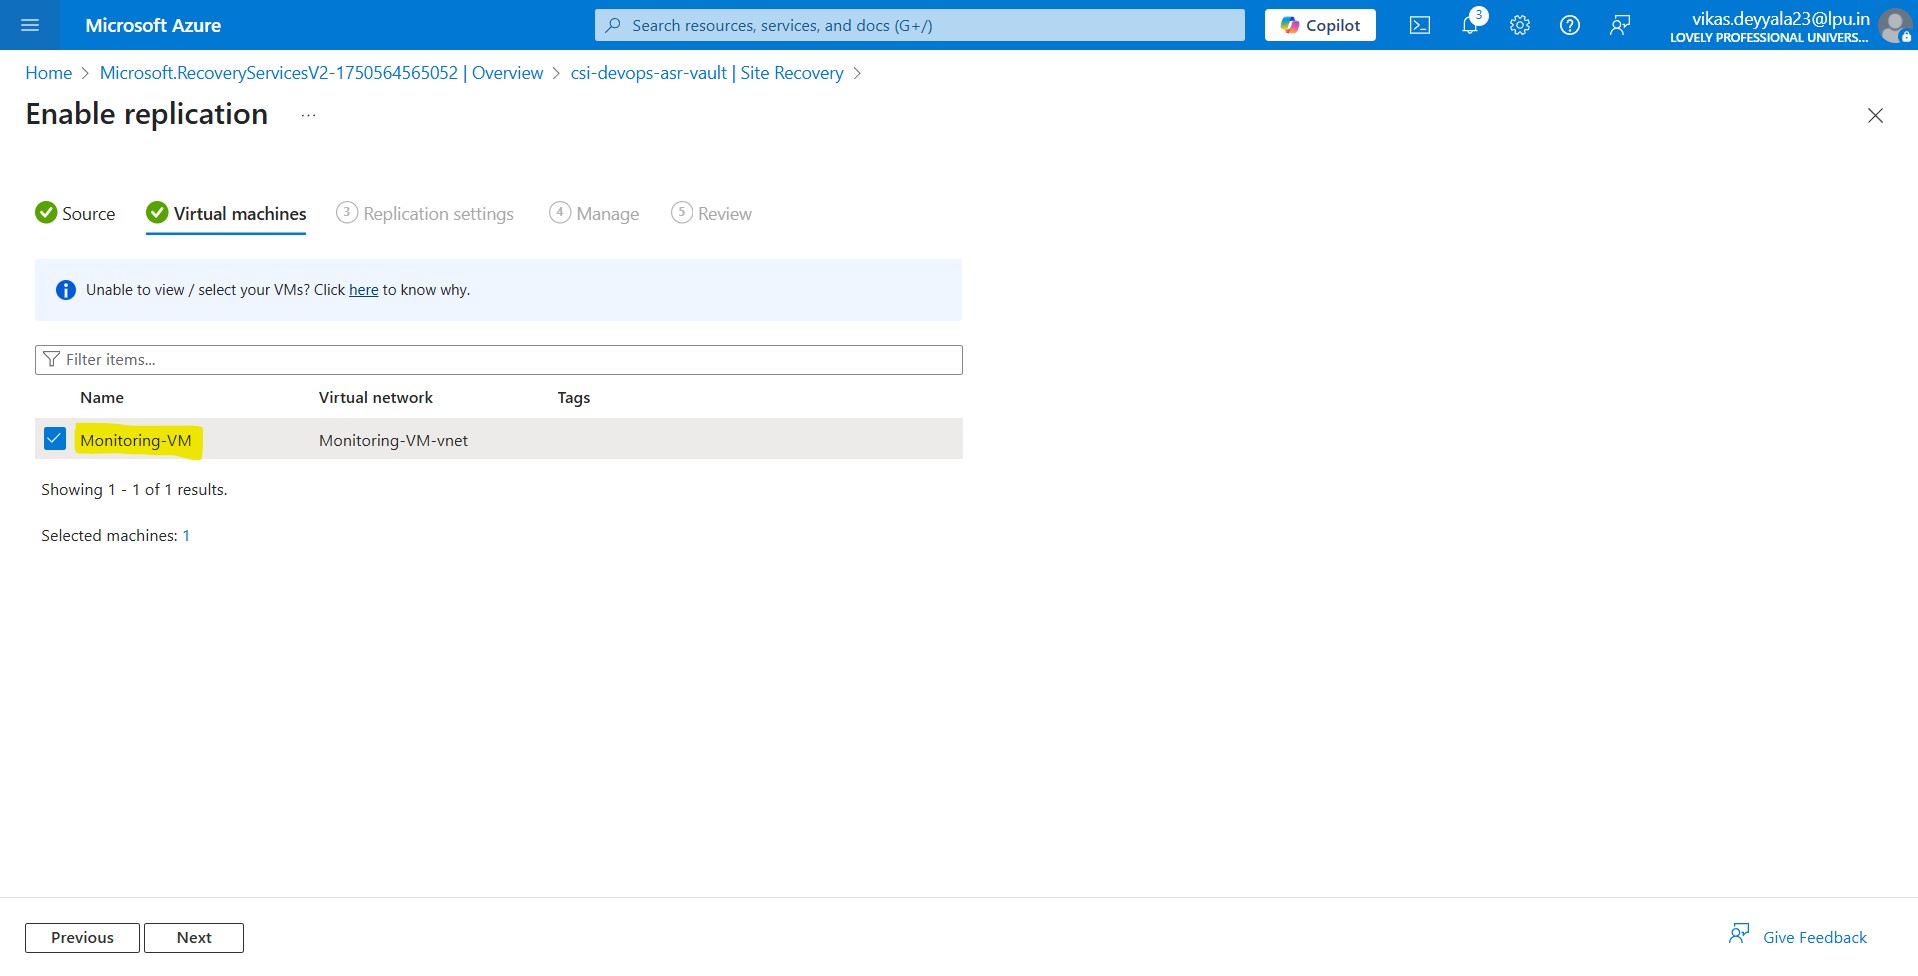 Microsoft Azure
Search resources, services, and docs (G+/)
Copilot
3
vikas.deyyala23@lpu.in
LOVELY PROFESSIONAL UNIVERS...
Home > Microsoft.RecoveryServicesV2-1750564565052 | Overview > csi-devops-asr-vault | Site Recovery >
Enable replication ...
Source
Virtual machines
3 Replication settings
4 Manage
5 Review
Unable to view / select your VMs? Click here to know why.
Filter items...
Name Virtual network Tags
Monitoring-VM Monitoring-VM-vnet
Showing 1 - 1 of 1 results.
Selected machines: 1
Previous
Next
Give Feedback